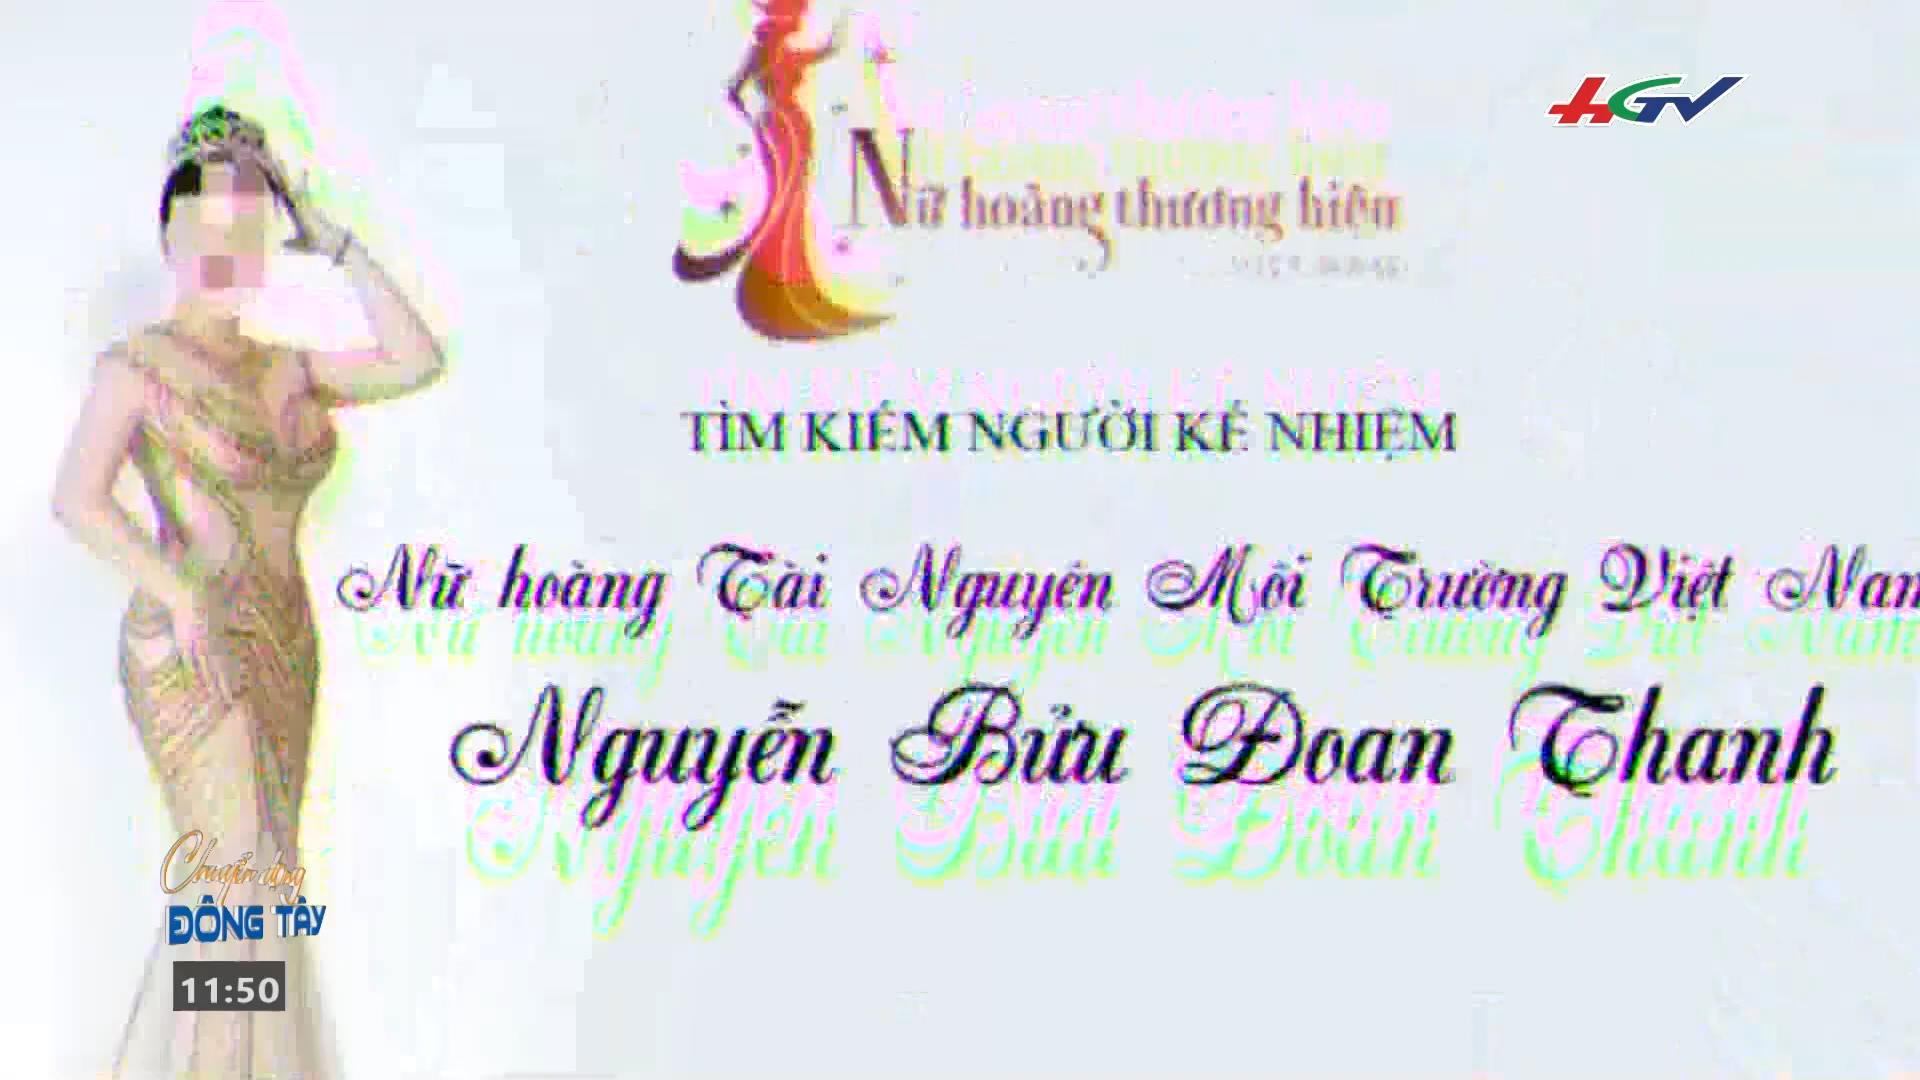 HGV
Nữ hoàng thương hiệu
TÌM KIẾM NGƯỜI KẾ NHIỆM
Nữ hoàng Tài Nguyên Môi Trường Việt Nam
Nguyễn Bửu Đoan Thanh
Chuyển động
ĐÔNG TÂY
11:50